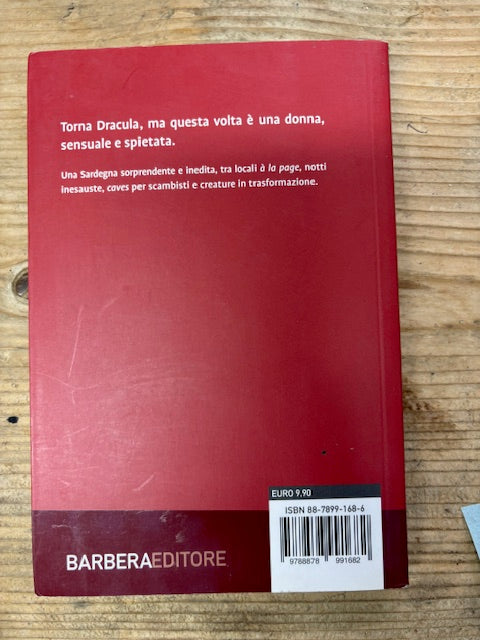 Torna Dracula, ma questa volta è una donna,
sensuale e spietata.
Una Sardegna sorprendente e inedita, tra locali à la page, notti
inesauste, caves per scambisti e creature in trasformazione.
EURO 9,90
ISBN 88-7899-168-6
9788878 991682
BARBERAEDITORE